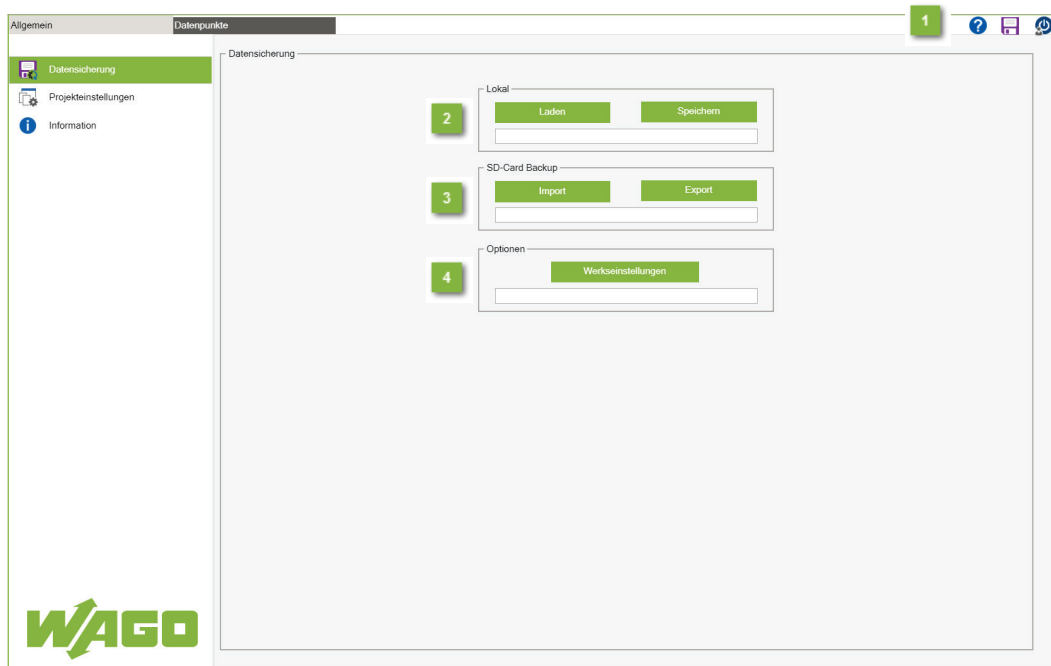 Allgemein
Datenpunkte
1
?
Datensicherung
Projekteinstellungen
i
Information
Datensicherung
Lokal
2
Laden
Speichern
SD-Card Backup
3
Import
Export
Optionen
4
Werkseinstellungen
WAGO